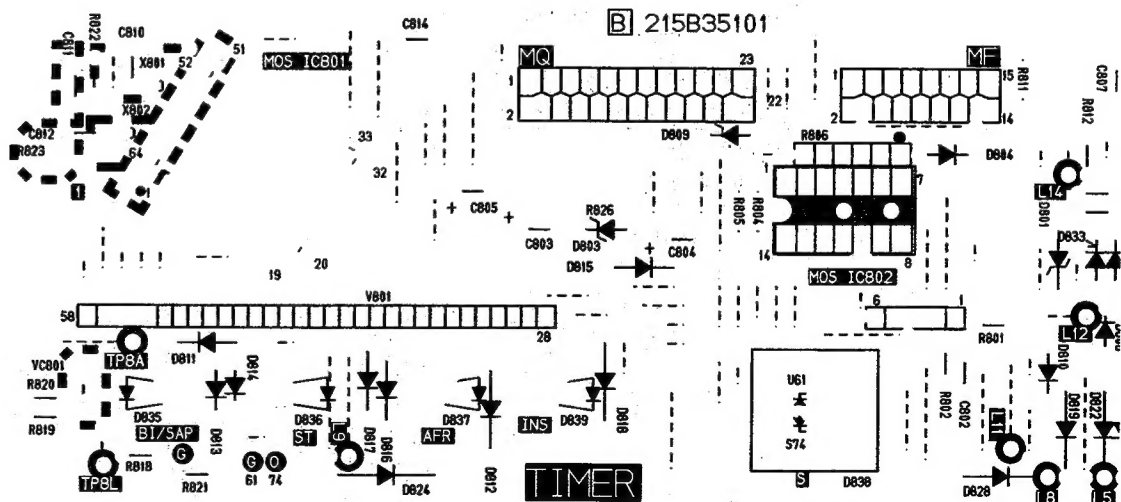 B 215B35101
C811
R822
C810
C814
X801
52
51
MOS IC801
MQ
23
MF
1
2
22
1
15
2
14
R811
C807
R812
X802
C812
R823
64
1
1
33
32
D809
R806
D804
L14
1
7
14
8
R805
R804
C805
C803
R826
D803
D815
C804
D801
D833
MOS IC802
19
20
V801
58
28
6
1
R801
L12
TP8A
VC801
R820
R819
D811
D814
D835
D813
BI/SAP
D836
ST
D817
D816
D837
AFR
INS
D839
D818
U61
S74
R802
C802
L11
D810
D819
D822
TP8L
R818
G
R821
G
61
O
74
D824
D812
TIMER
S
D838
D828
L8
L5